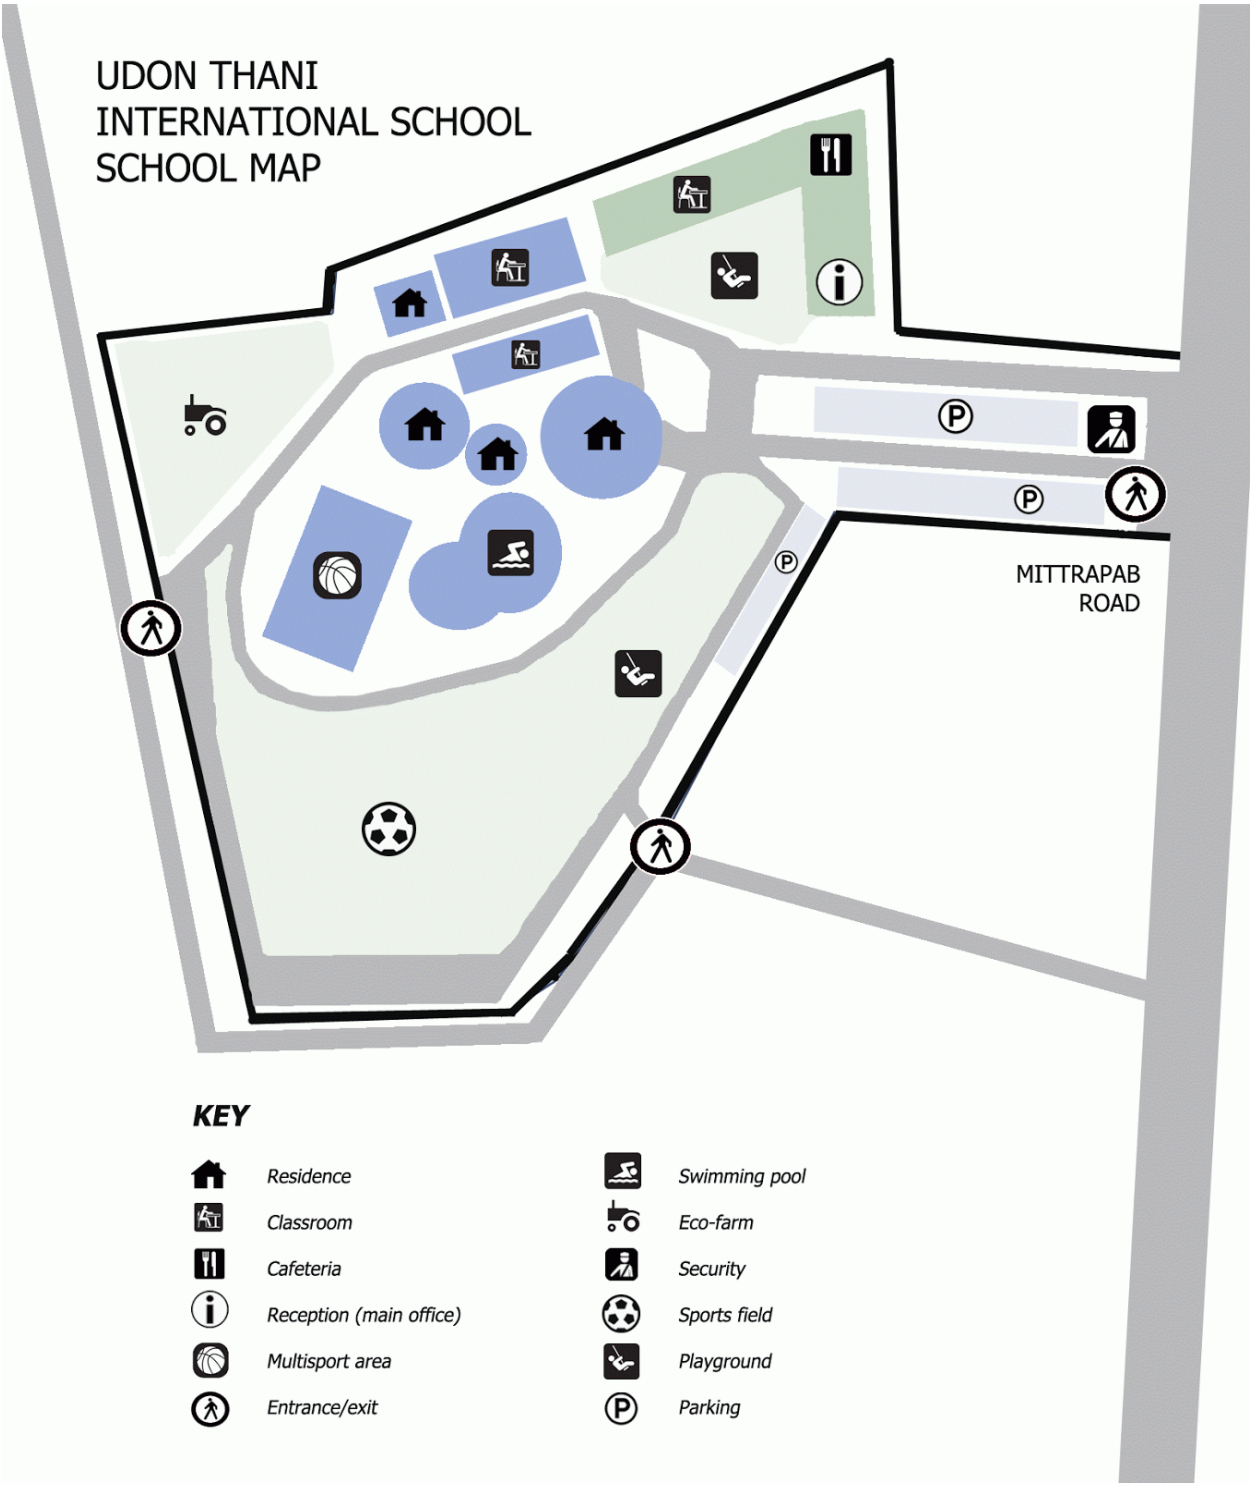 UDON THANI
INTERNATIONAL SCHOOL
SCHOOL MAP
P
P
P
MITTRAPAB
ROAD
KEY
Residence
Swimming pool
Classroom
Eco-farm
Cafeteria
Security
i Reception (main office)
Sports field
Multisport area
Playground
Entrance/exit
P Parking